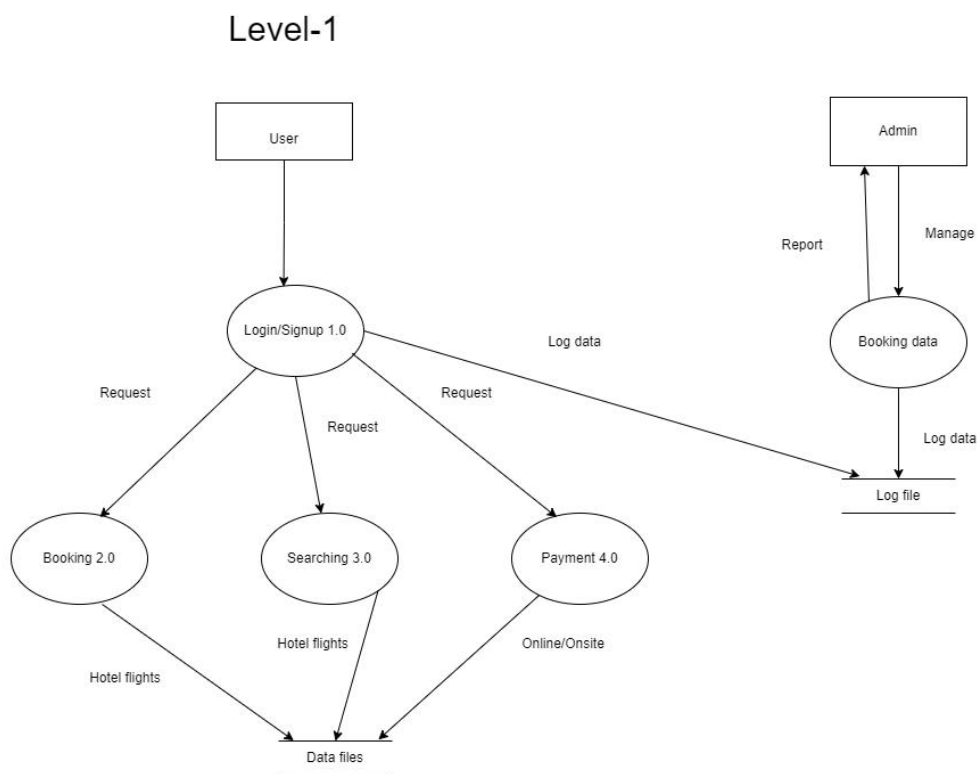 Level-1
User
Admin
Report
Manage
Login/Signup 1.0
Log data
Booking data
Request
Request
Request
Log data
Log file
Booking 2.0
Searching 3.0
Payment 4.0
Hotel flights
Hotel flights
Online/Onsite
Data files